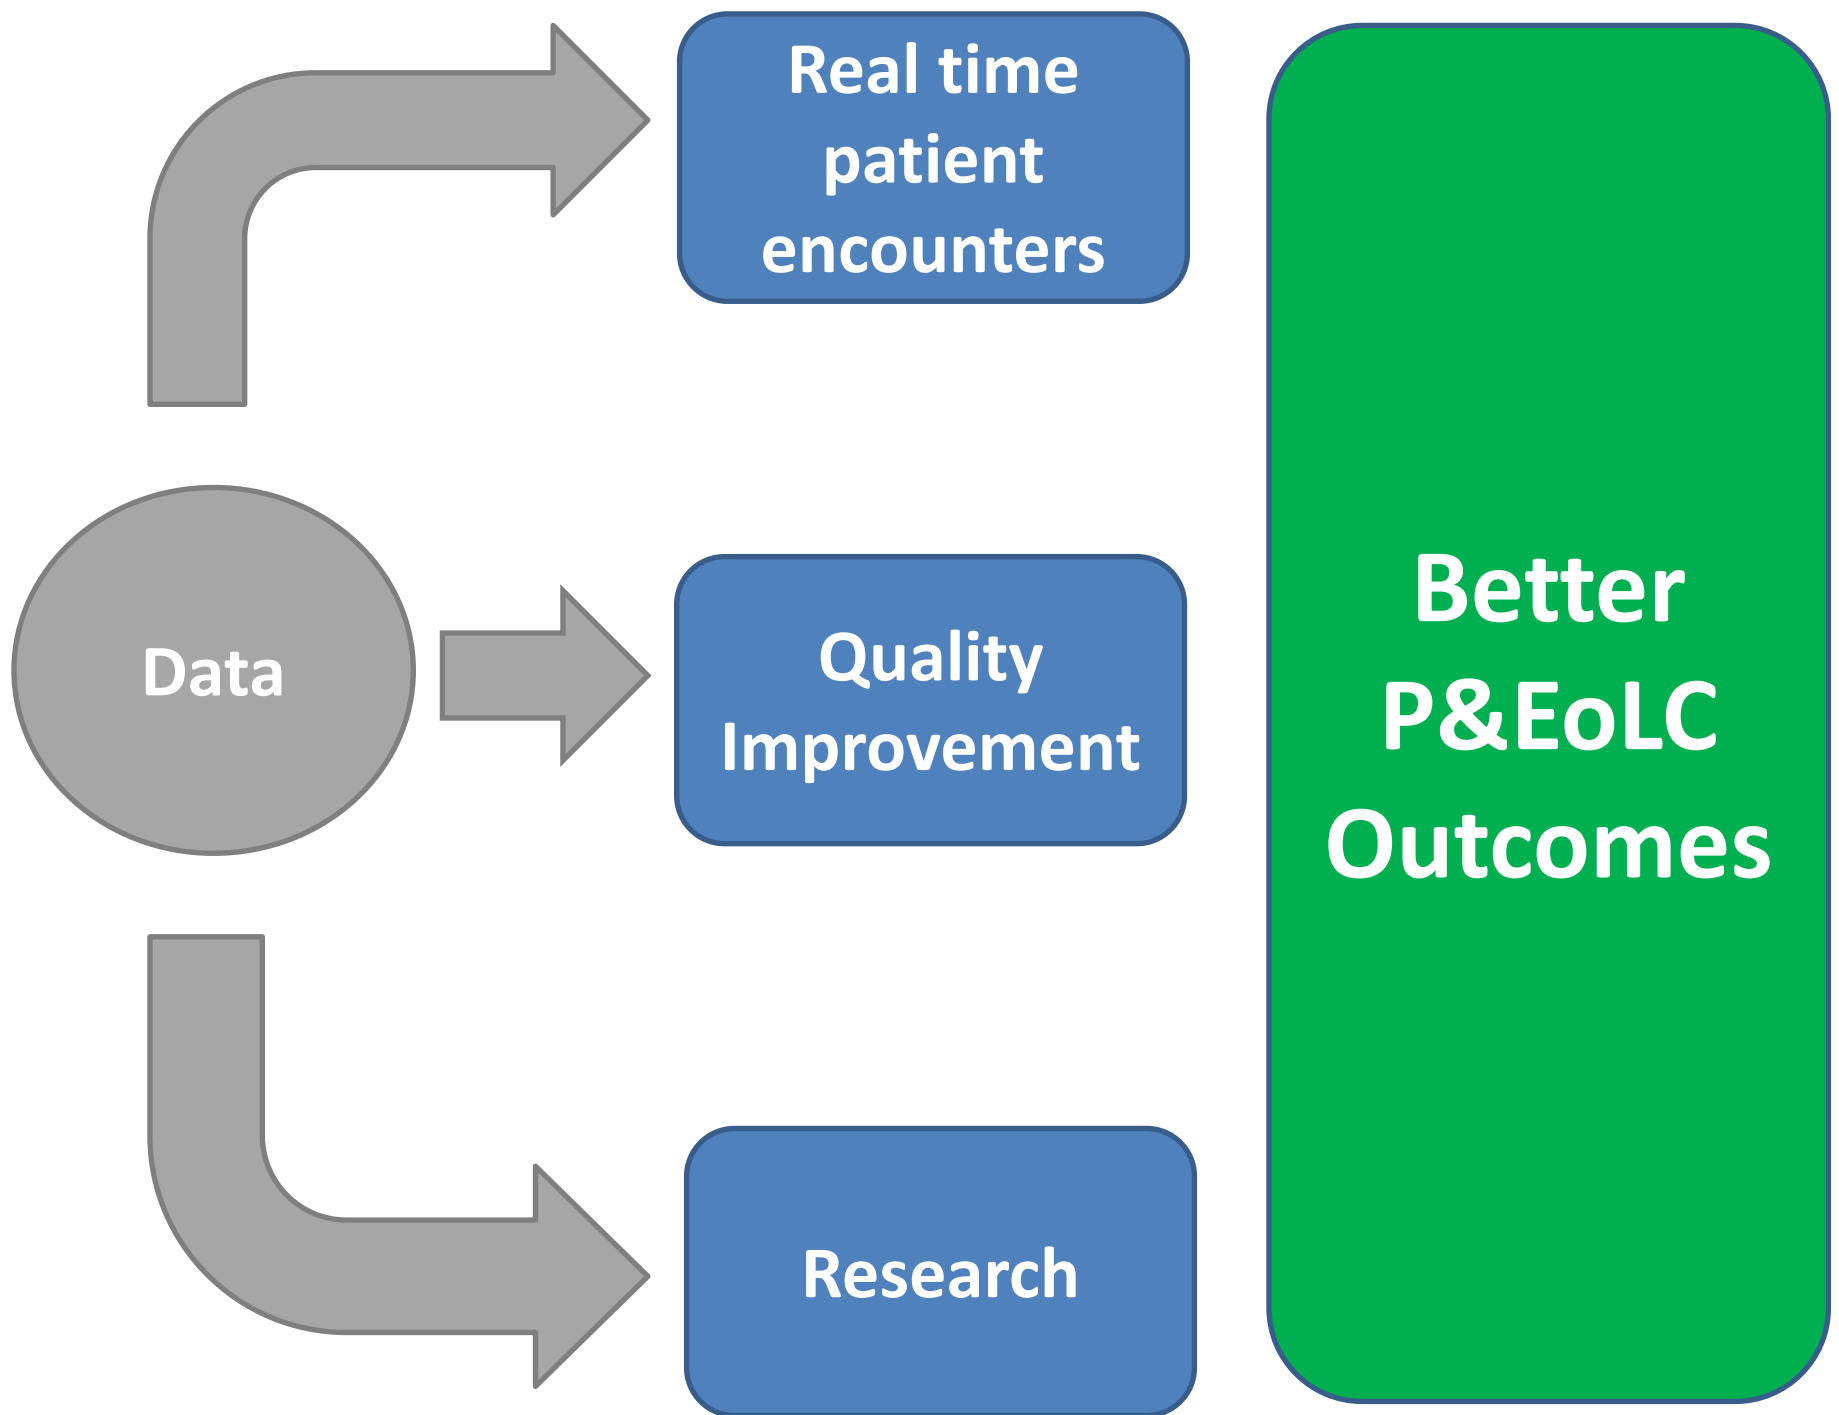 Real time
patient
encounters
Data
Quality
Improvement
Research
Better
P&EoLC
Outcomes